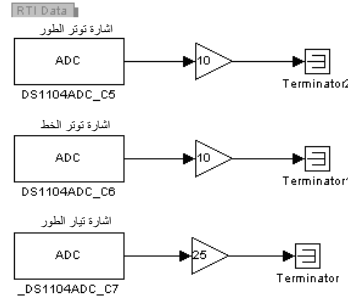 RTI Data
اشارة توتر الطور
ADC
10
DS1104ADC_C5
Terminator2
اشارة توتر الخط
ADC
10
DS1104ADC_C6
Terminator1
اشارة تيار الطور
ADC
25
_DS1104ADC_C7
Terminator